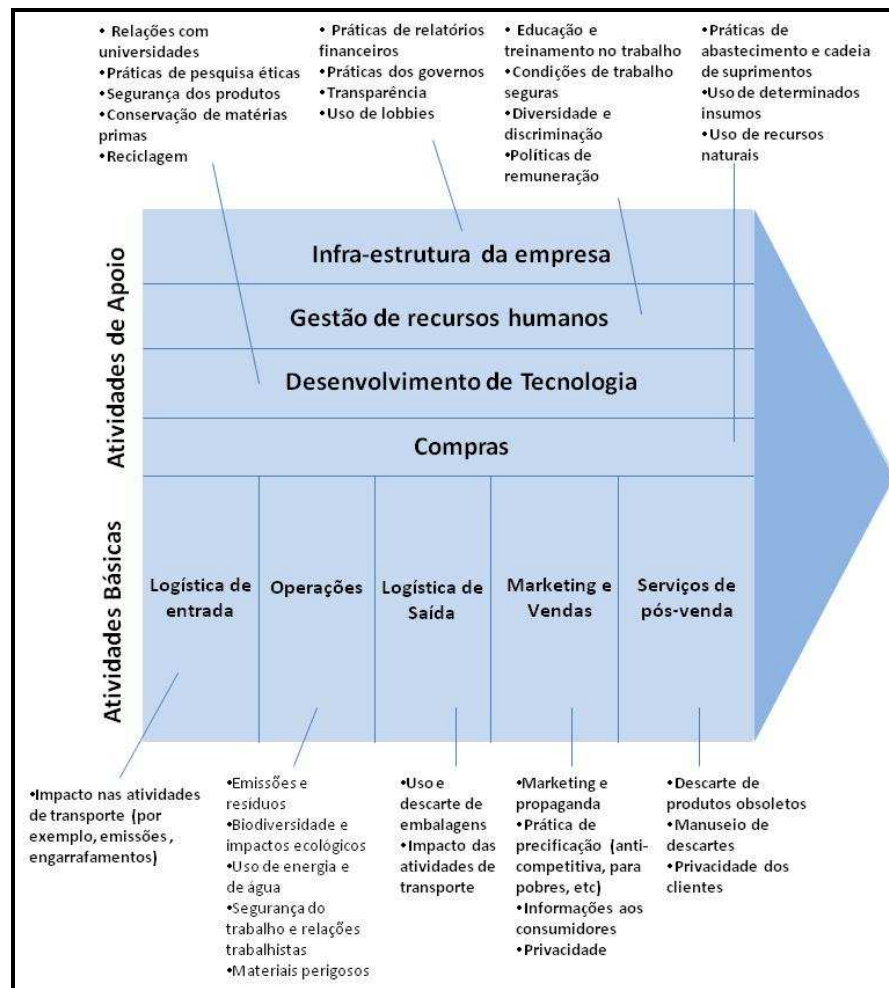 • Relações com
universidades
•Práticas de pesquisa éticas
•Segurança dos produtos
•Conservação de matérias
primas
•Reciclagem
• Práticas de relatórios
financeiros
•Práticas dos governos
•Transparência
•Uso de lobbies
• Educação e
treinamento no trabalho
•Condições de trabalho
seguras
•Diversidade e
discriminação
•Políticas de
remuneração
•Práticas de
abastecimento e cadeia
de suprimentos
•Uso de determinados
insumos
•Uso de recursos
naturais
Atividades de Apoio
Infra-estrutura da empresa
Gestão de recursos humanos
Desenvolvimento de Tecnologia
Compras
Atividades Básicas
Logística de
entrada
Operações
Logística de
Saída
Marketing e
Vendas
Serviços de
pós-venda
•Impacto nas atividades
de transporte (por
exemplo, emissões ,
engarrafamentos)
•Emissões e
resíduos
•Biodiversidade e
impactos ecológicos
•Uso de energia e
de água
•Segurança do
trabalho e relações
trabalhistas
•Materiais perigosos
•Uso e
descarte de
embalagens
•Impacto das
atividades de
transporte
•Marketing e
propaganda
• Prática de
precificação (anti-
competitiva, para
pobres, etc)
•Informações aos
consumidores
• Privacidade
•Descarte de
produtos obsoletos
• Manuseio de
descartes
• Privacidade dos
clientes